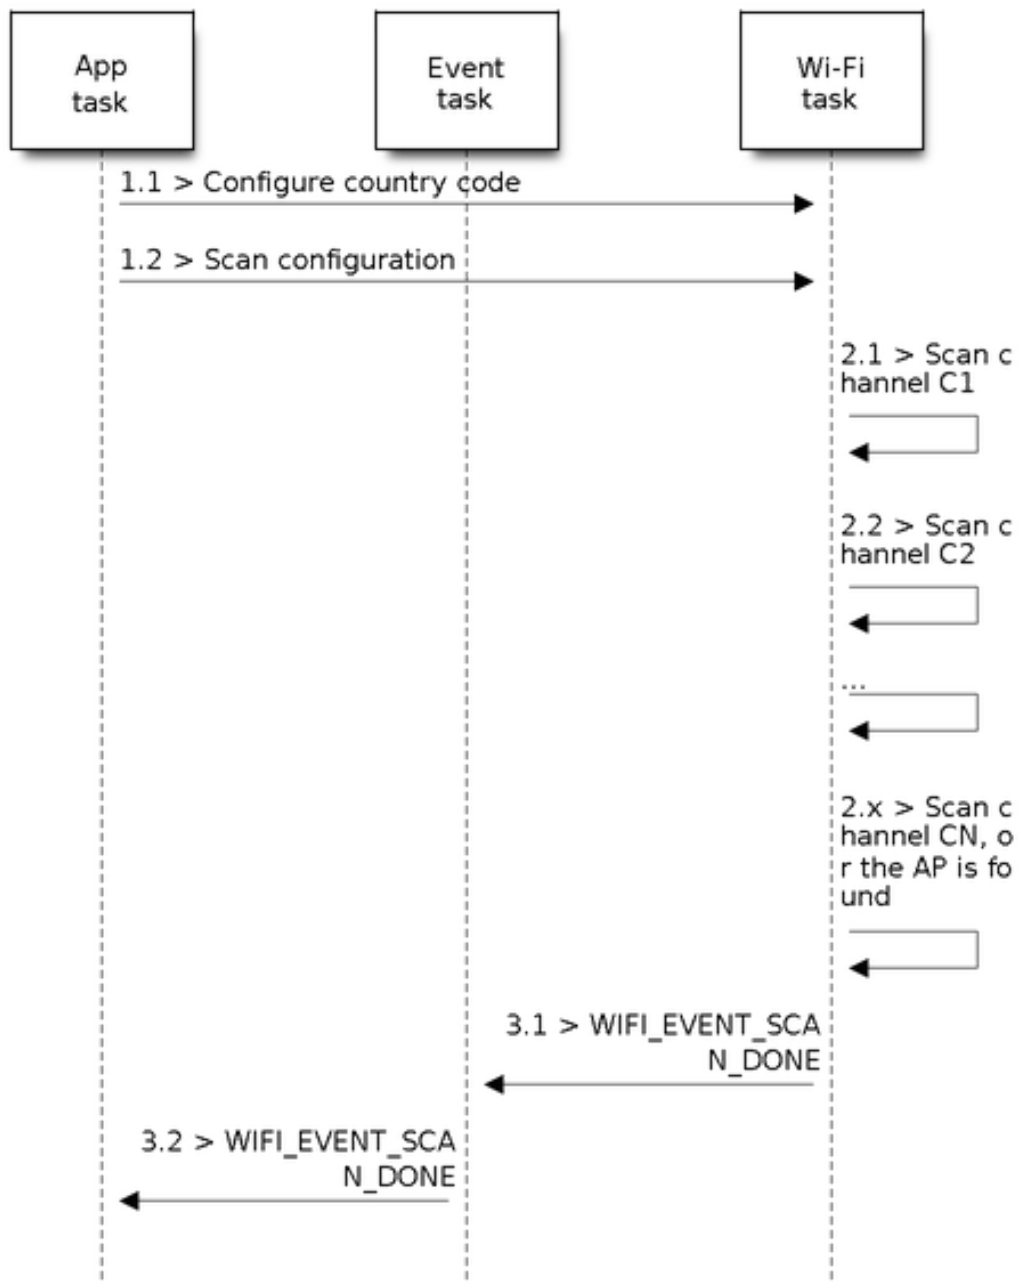 App
task
Event
task
Wi-Fi
task
1.1 > Configure country code
1.2 > Scan configuration
2.1 > Scan c
hannel C1
2.2 > Scan c
hannel C2
...
2.x > Scan c
hannel CN, o
r the AP is fo
und
3.1 > WIFI_EVENT_SCA
N_DONE
3.2 > WIFI_EVENT_SCA
N_DONE